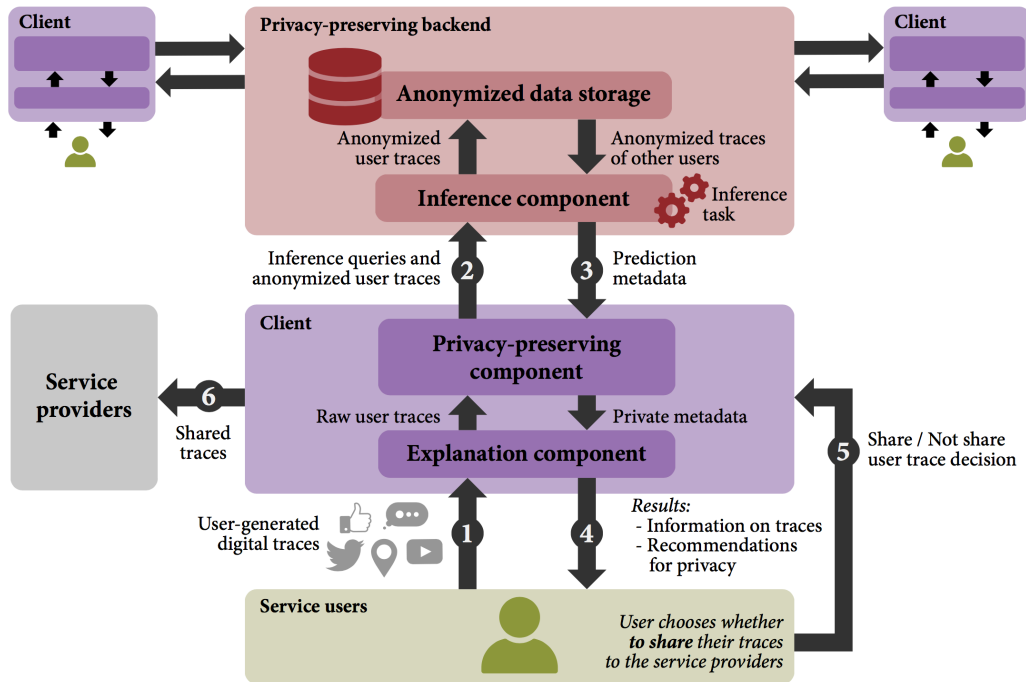 Client
Privacy-preserving backend
Client
Anonymized data storage
Anonymized
user traces
Anonymized traces
of other users
Inference component
Inference
task
Inference queries and
anonymized user traces
2
3
Prediction
metadata
Client
Privacy-preserving
component
Service
providers
6
Shared
traces
Raw user traces
Private metadata
Explanation component
5
Share / Not share
user trace decision
User-generated
digital traces
1
4
Results:
- Information on traces
- Recommendations
for privacy
Service users
User chooses whether
to share their traces
to the service providers